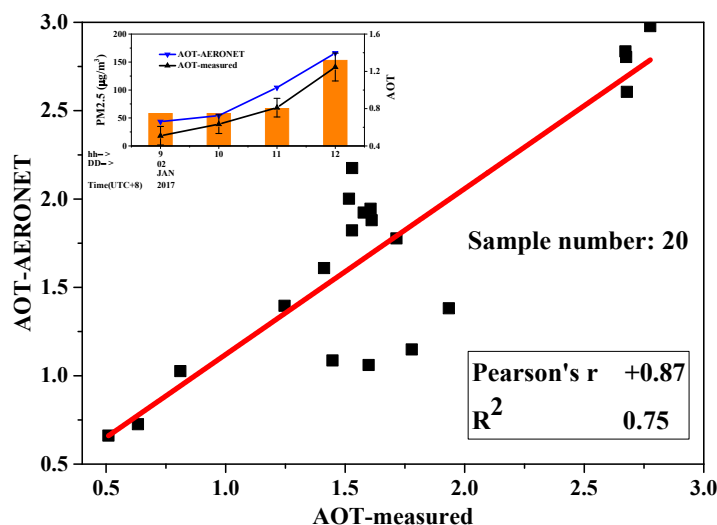 3.0
2.5
2.0
1.5
1.0
0.5
AOT-AERONET
200
150
100
50
0
PM2.5 (μg/m³)
AOT-AERONET
AOT-measured
1.6
1.2
0.8
0.4
AOT
hh-->
9
10
11
12
DD-->
02
JAN
Time(UTC+8)
2017
Sample number: 20
Pearson's r +0.87
R² 0.75
0.5
1.0
1.5
2.0
2.5
3.0
AOT-measured